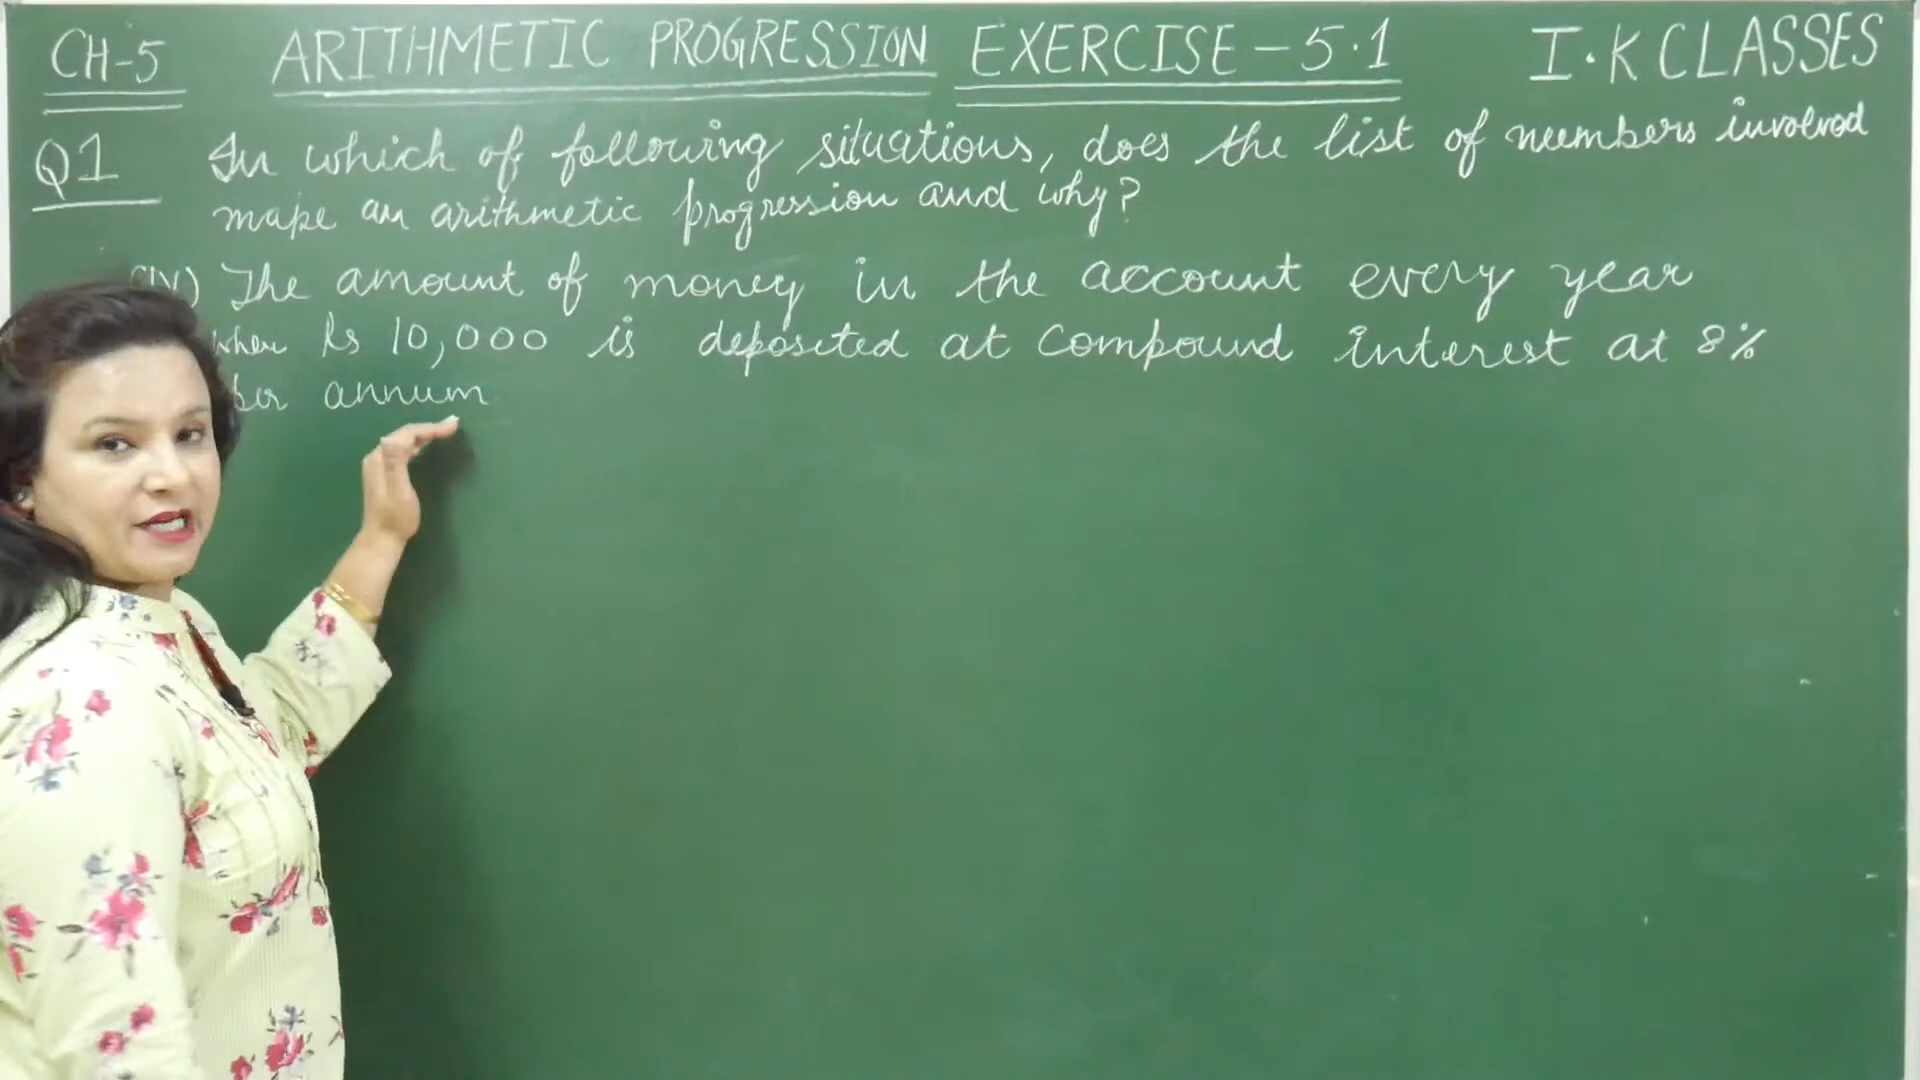 CH-5 ARITHMETIC PROGRESSION EXERCISE-5.1 I.K CLASSES
Q1 In which of following situations, does the list of numbers involved
make an arithmetic progression and why?
(iv) The amount of money in the account every year
when Rs 10,000 is deposited at compound interest at 8%
per annum